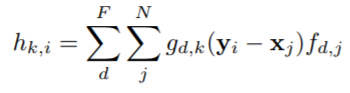 h_{k,i} = \sum_{d}^{F} \sum_{j}^{N} g_{d,k}(\mathbf{y}_i - \mathbf{x}_j) f_{d,j}